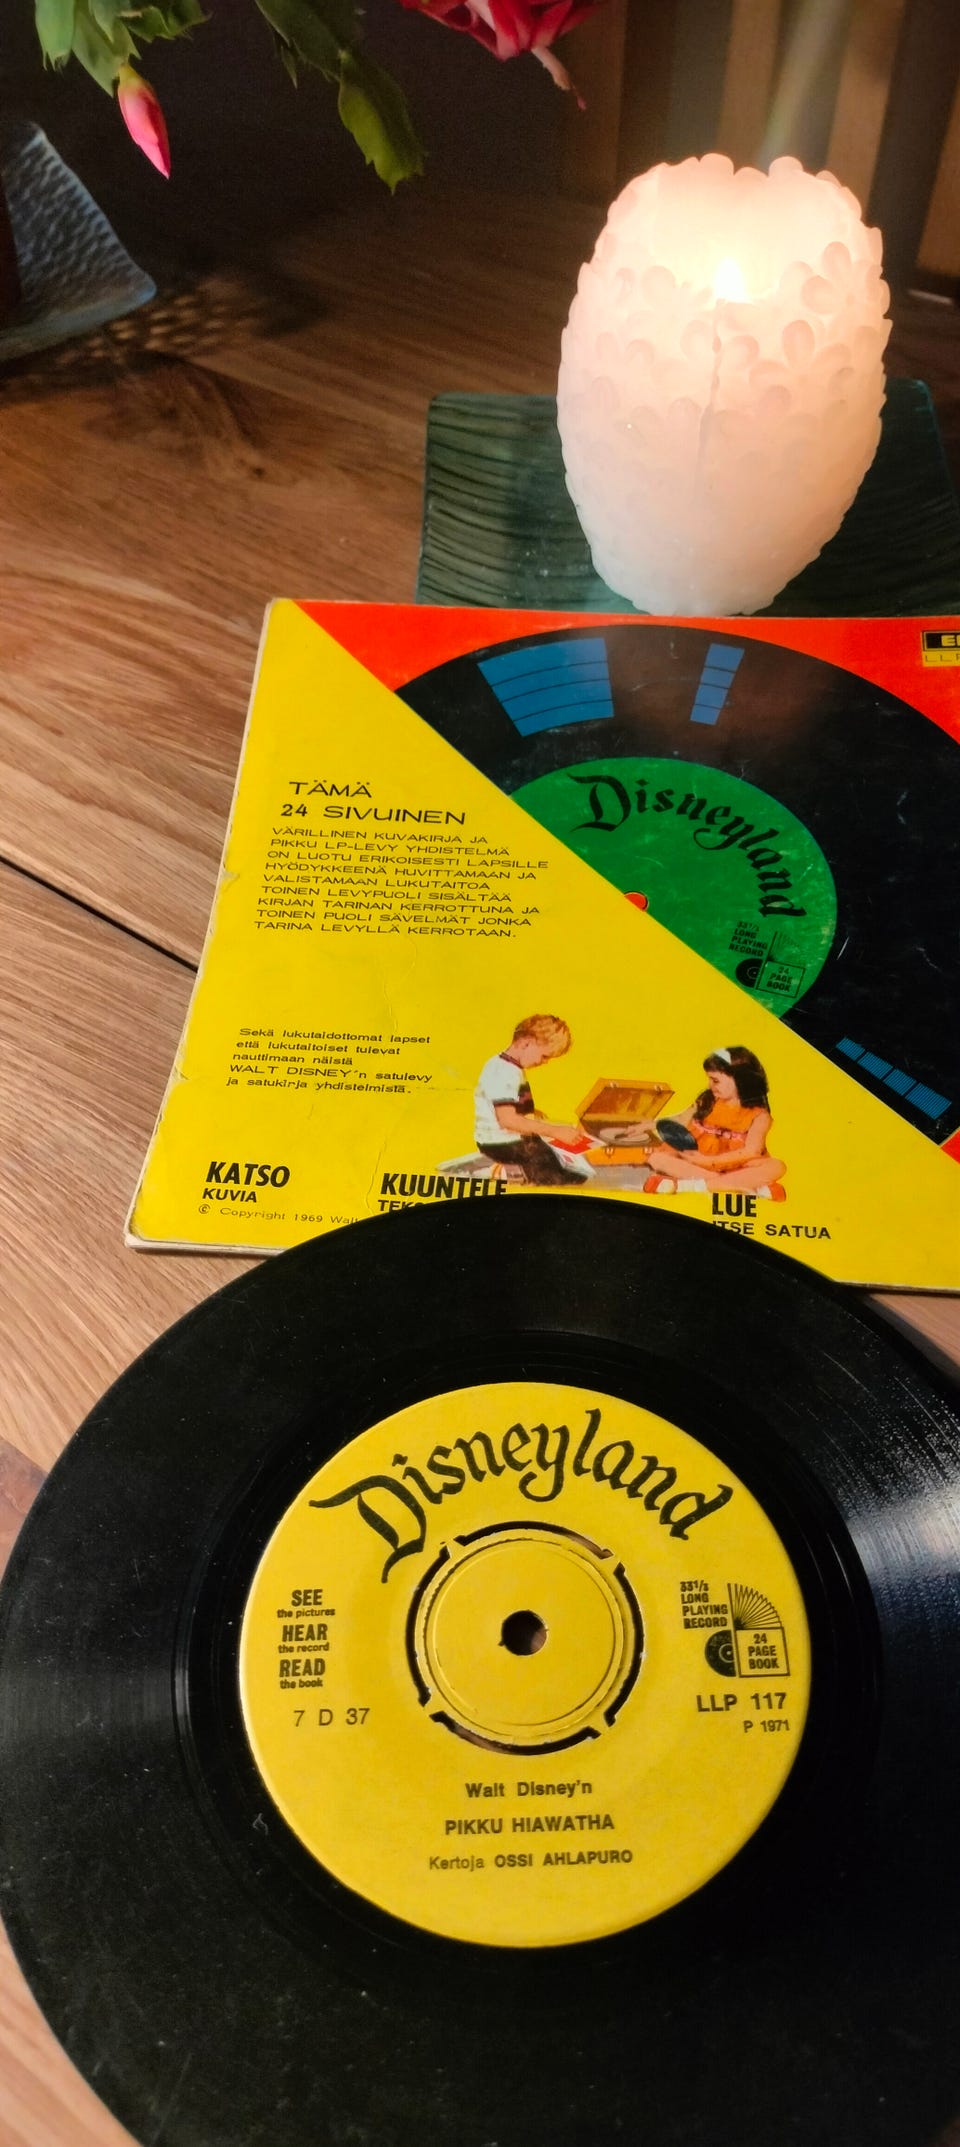 Disneyland
33⅓
LONG
PLAYING
RECORD
24
PAGE
BOOK
TÄMÄ
24 SIVUINEN
VÄRILLINEN KUVAKIRJA JA
PIKKU LP-LEVY YHDISTELMÄ
ON LUOTU ERIKOISESTI LAPSILLE
HYÖDYKKEENÄ HUVITTAMAAN JA
VALISTAMAAN LUKUTAITOA
TOINEN LEVYPUOLI SISÄLTÄÄ
KIRJAN TARINAN KERROTTUNA JA
TOINEN PUOLI SÄVELMÄT JONKA
TARINA LEVYLLÄ KERROTAAN.
Sekä lukutaidottomat lapset
että lukutaitoiset tulevat
nauttimaan näistä
WALT DISNEY'n satulevy
ja satukirja yhdistelmistä.
KATSO
KUVIA
KUUNTELE
LUE
ITSE SATUA
© Copyright 1969 Walt
Disneyland
SEE
the pictures
HEAR
the record
READ
the book
7 D 37
33⅓
LONG
PLAYING
RECORD
24
PAGE
BOOK
LLP 117
P 1971
Walt Disney'n
PIKKU HIAWATHA
Kertoja OSSI AHLAPURO